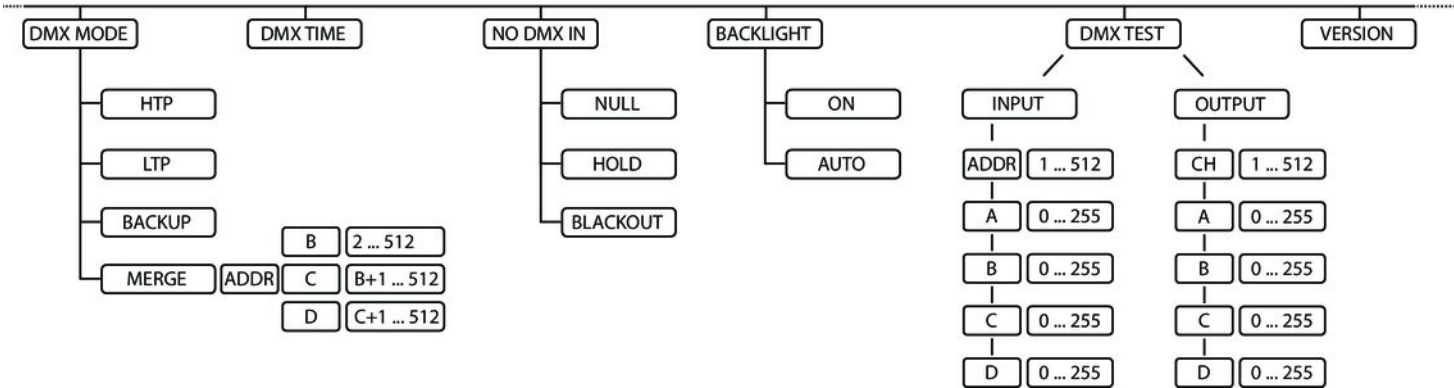 DMX MODE DMX TIME NO DMX IN BACKLIGHT DMX TEST VERSION
HTP NULL ON INPUT OUTPUT
LTP HOLD AUTO ADDR 1 ... 512 CH 1 ... 512
BACKUP BLACKOUT A 0 ... 255 A 0 ... 255
B 2 ... 512
MERGE ADDR C B+1 ... 512 B 0 ... 255 B 0 ... 255
D C+1 ... 512 C 0 ... 255 C 0 ... 255
D 0 ... 255 D 0 ... 255